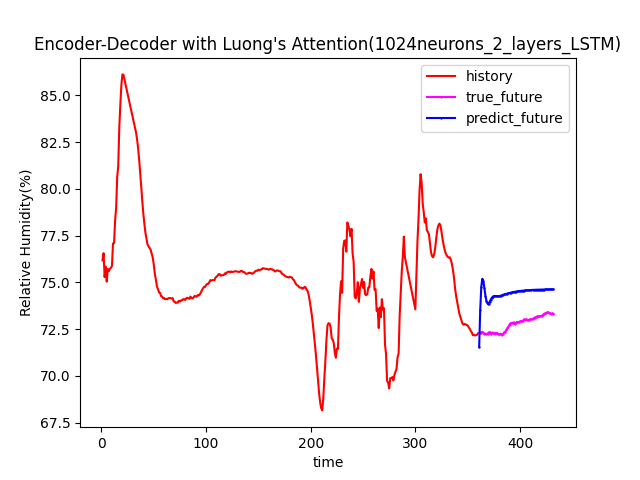 Encoder-Decoder with Luong's Attention(1024neurons_2_layers_LSTM)
history
true_future
predict_future
Relative Humidity(%)
85.0
82.5
80.0
77.5
75.0
72.5
70.0
67.5
0 100 200 300 400
time